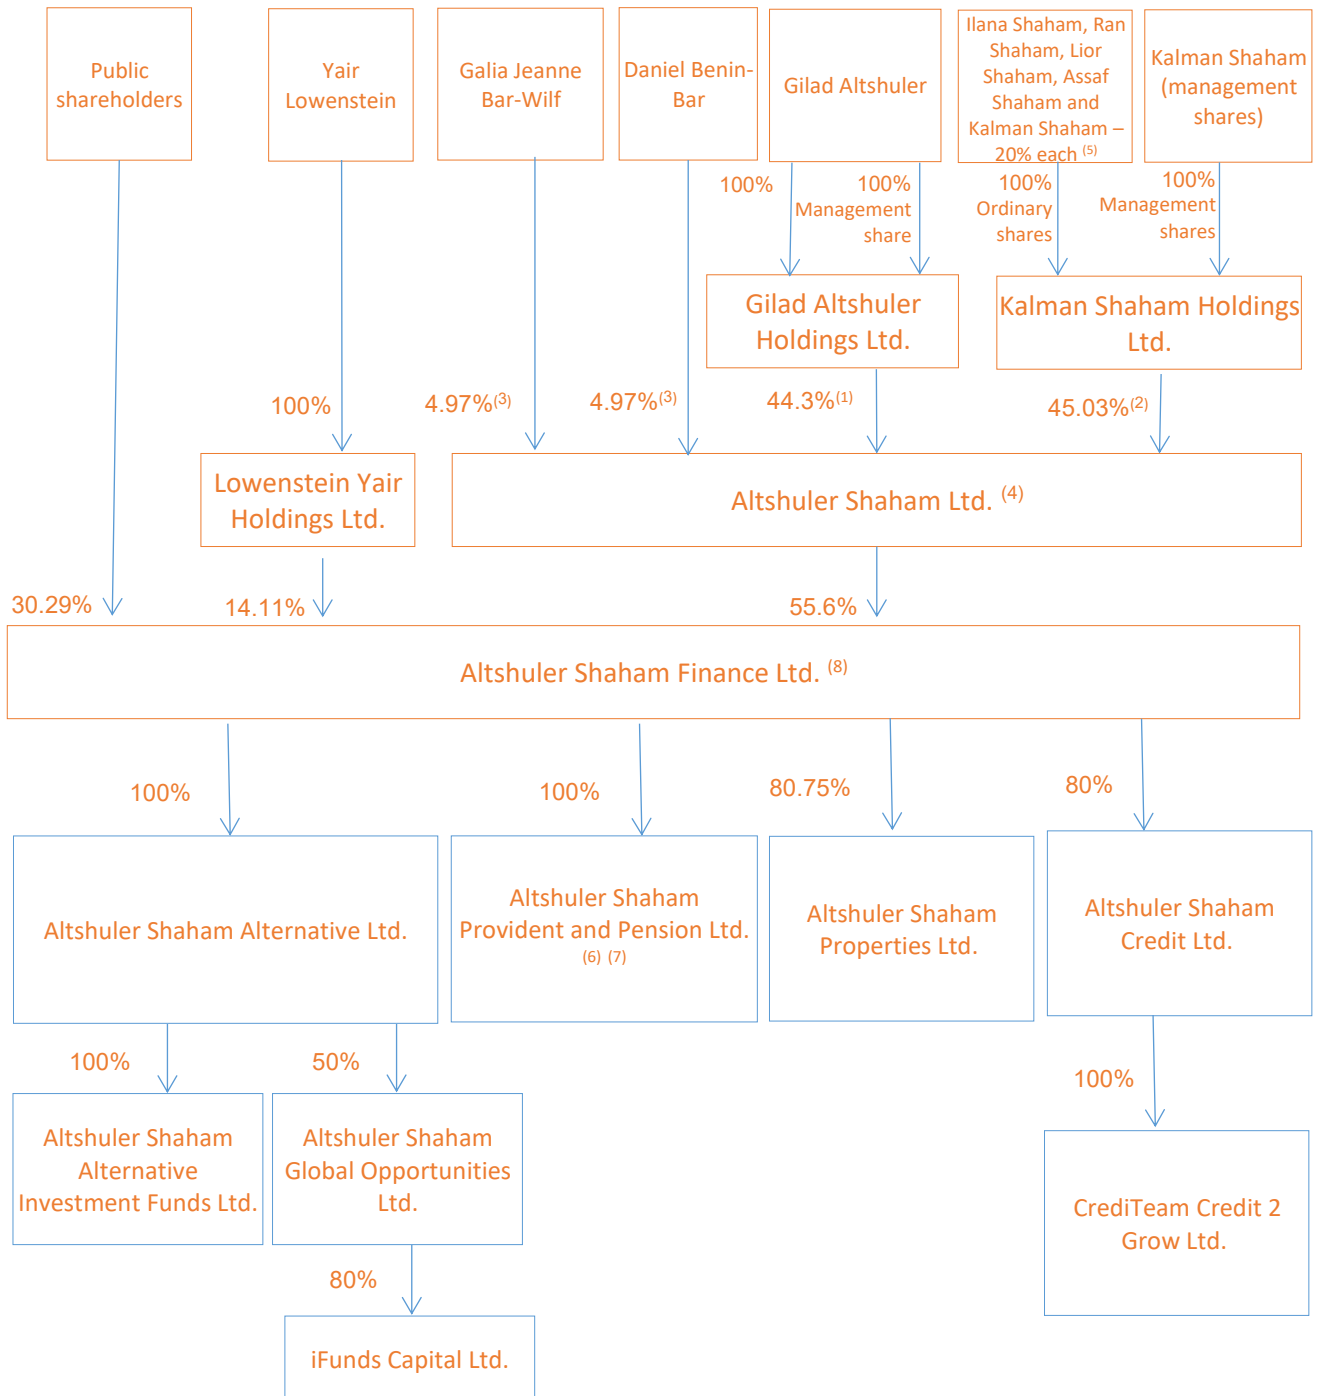 Public
shareholders
Yair
Lowenstein
Galia Jeanne
Bar-Wilf
Daniel Benin-
Bar
Gilad Altshuler
Ilana Shaham, Ran
Shaham, Lior
Shaham, Assaf
Shaham and
Kalman Shaham –
20% each (5)
Kalman Shaham
(management
shares)
100%
100%
Management
share
100%
Ordinary
shares
100%
Management
shares
Gilad Altshuler
Holdings Ltd.
Kalman Shaham Holdings
Ltd.
100%
4.97%(3)
4.97%(3)
44.3%(1)
45.03%(2)
Lowenstein Yair
Holdings Ltd.
Altshuler Shaham Ltd. (4)
30.29%
14.11%
55.6%
Altshuler Shaham Finance Ltd. (8)
100%
100%
80.75%
80%
Altshuler Shaham Alternative Ltd.
Altshuler Shaham
Provident and Pension Ltd.
(6) (7)
Altshuler Shaham
Properties Ltd.
Altshuler Shaham
Credit Ltd.
100%
50%
100%
Altshuler Shaham
Alternative
Investment Funds Ltd.
Altshuler Shaham
Global Opportunities
Ltd.
CrediTeam Credit 2
Grow Ltd.
80%
iFunds Capital Ltd.